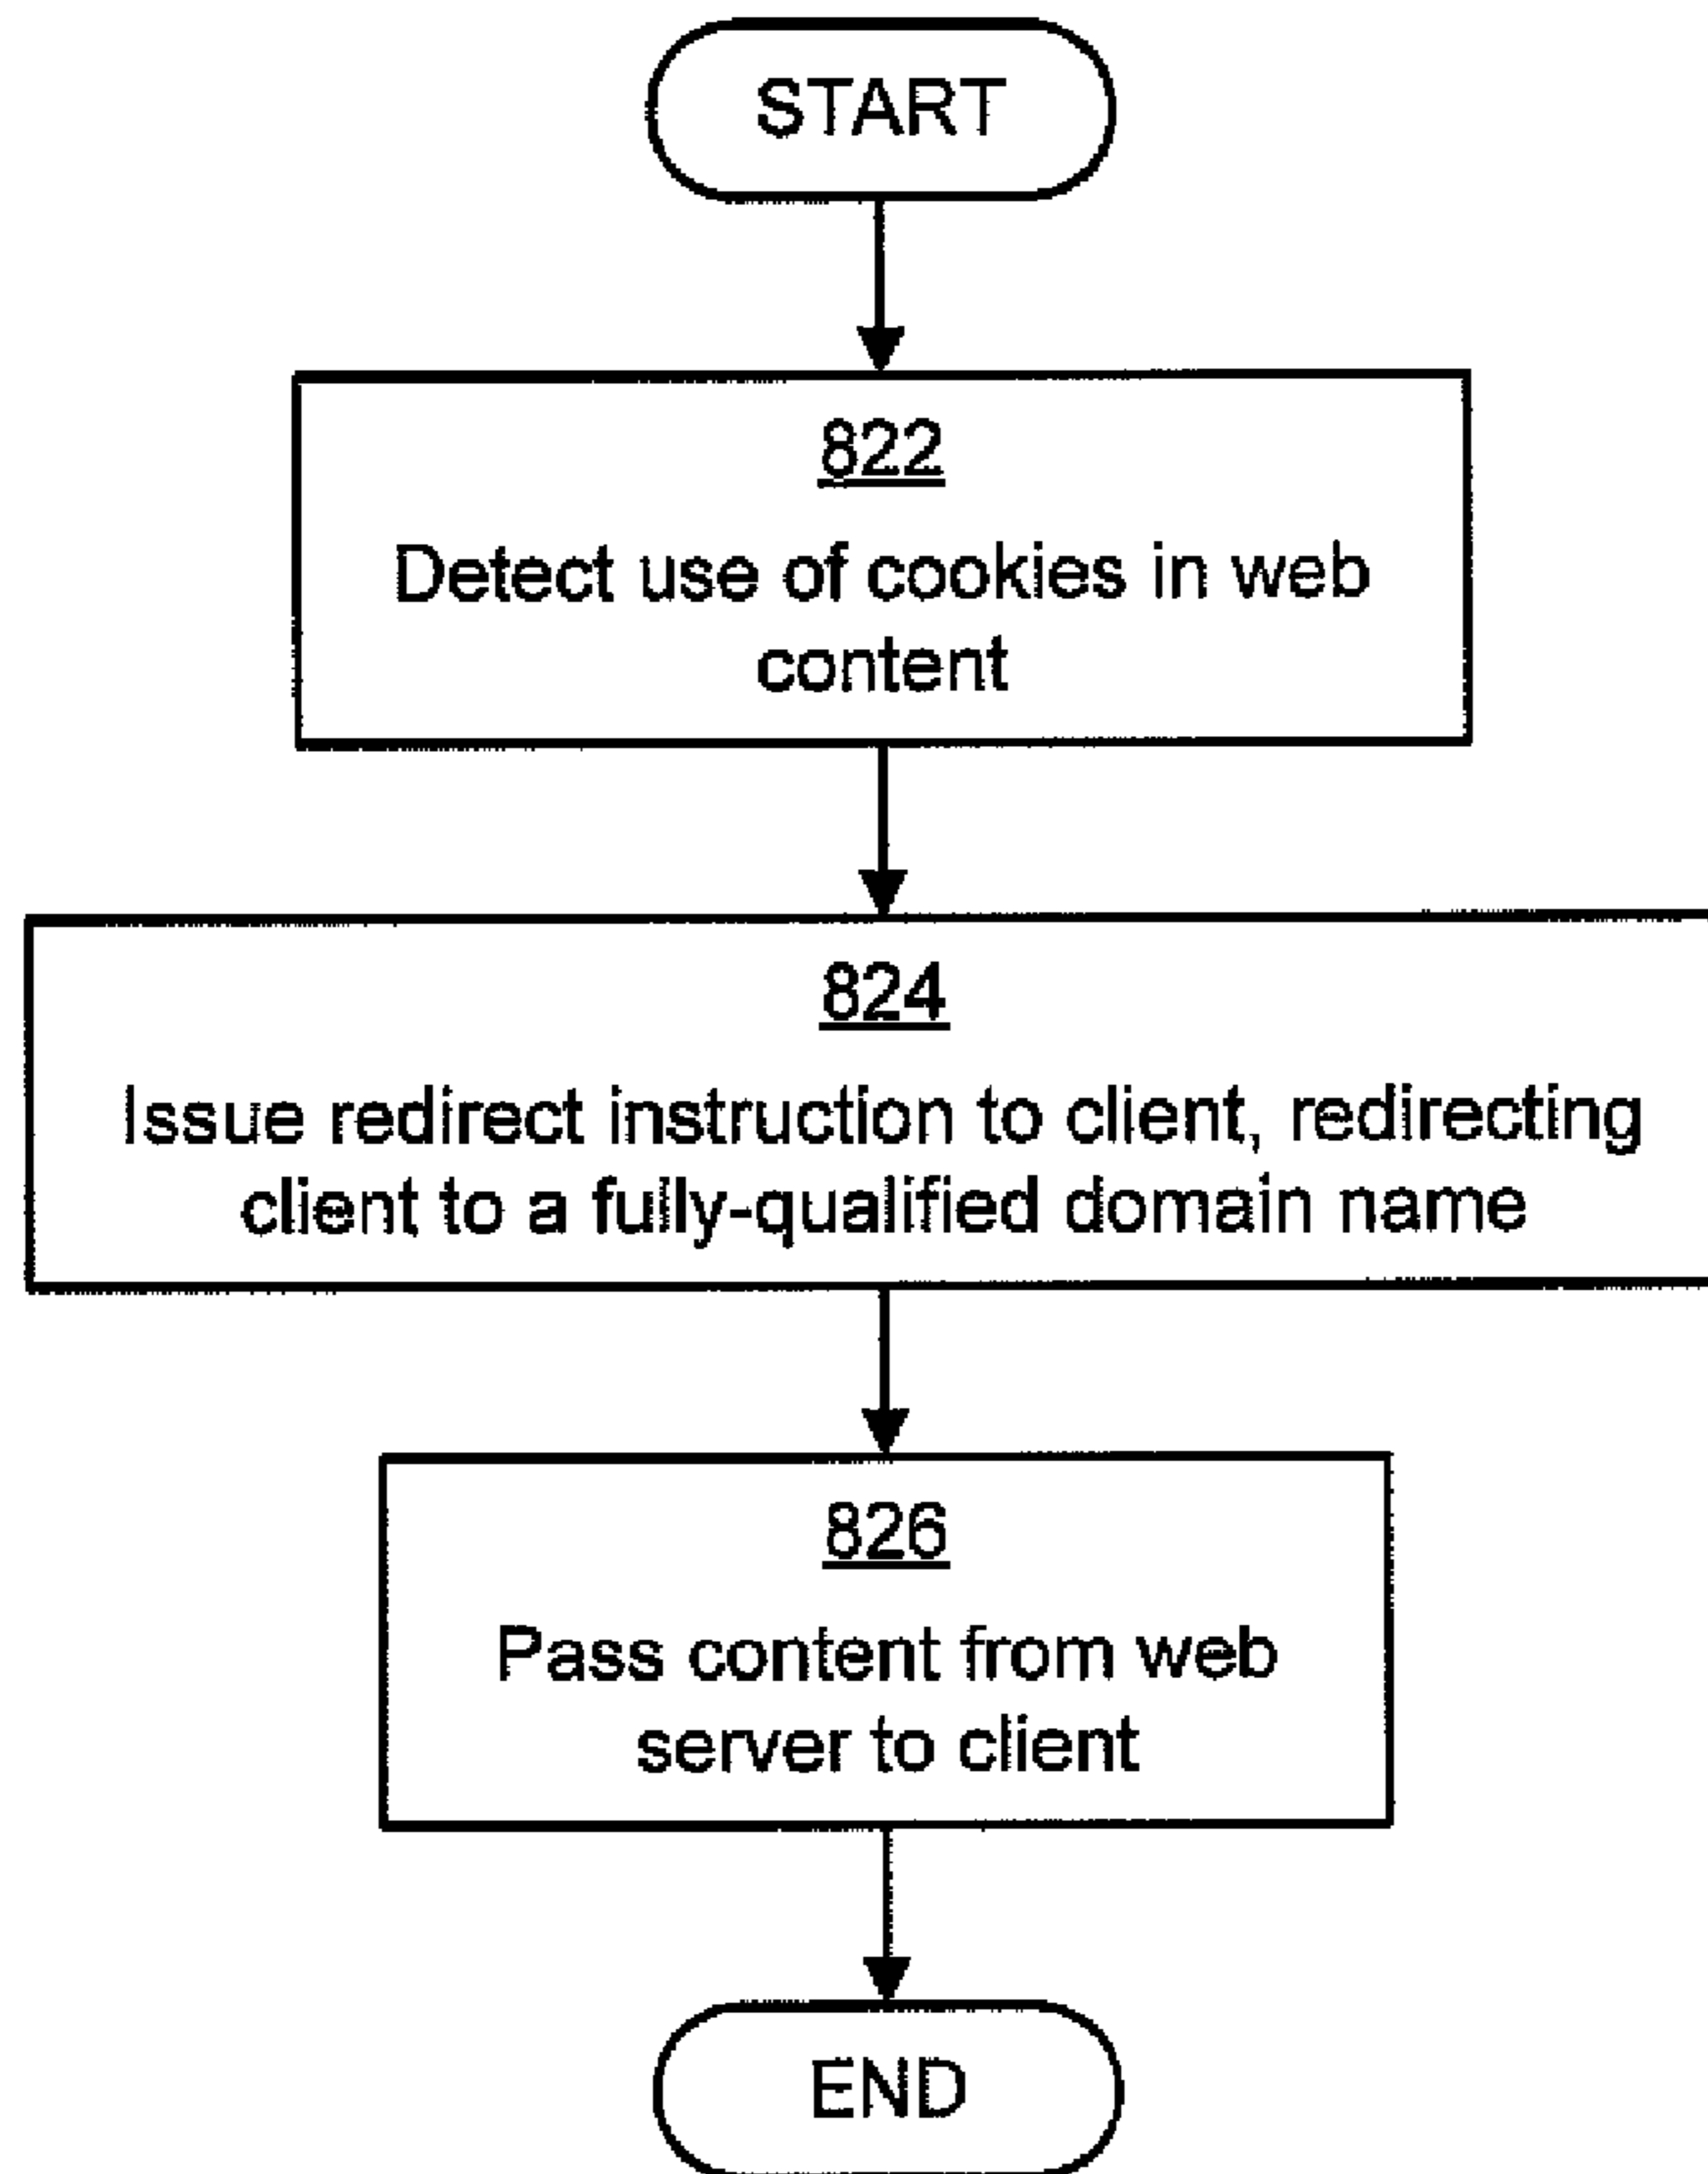 START
822
Detect use of cookies in web
content
824
Issue redirect instruction to client, redirecting
client to a fully-qualified domain name
826
Pass content from web
server to client
END